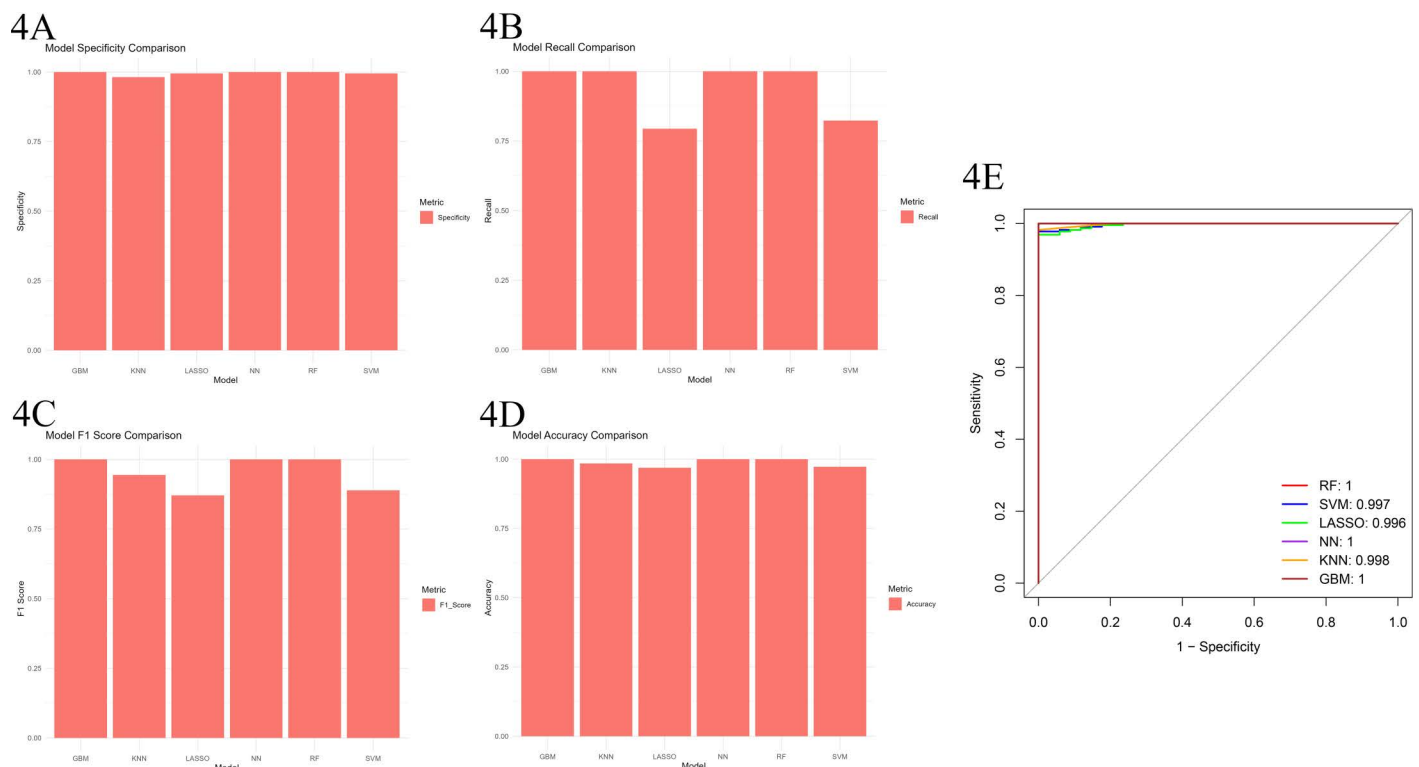 4A
Model Specificity Comparison
1.00
0.75
0.50
0.25
0.00
Specificity
GBM KNN LASSO NN RF SVM
Model
Metric
Specificity
4B
Model Recall Comparison
1.00
0.75
0.50
0.25
0.00
Recall
GBM KNN LASSO NN RF SVM
Model
Metric
Recall
4C
Model F1 Score Comparison
1.00
0.75
0.50
0.25
0.00
F1 Score
GBM KNN LASSO NN RF SVM
Model
Metric
F1_Score
4D
Model Accuracy Comparison
1.00
0.75
0.50
0.25
0.00
Accuracy
GBM KNN LASSO NN RF SVM
Model
Metric
Accuracy
4E
1.0
0.8
0.6
0.4
0.2
0.0
Sensitivity
RF: 1
SVM: 0.997
LASSO: 0.996
NN: 1
KNN: 0.998
GBM: 1
0.0 0.2 0.4 0.6 0.8 1.0
1 − Specificity